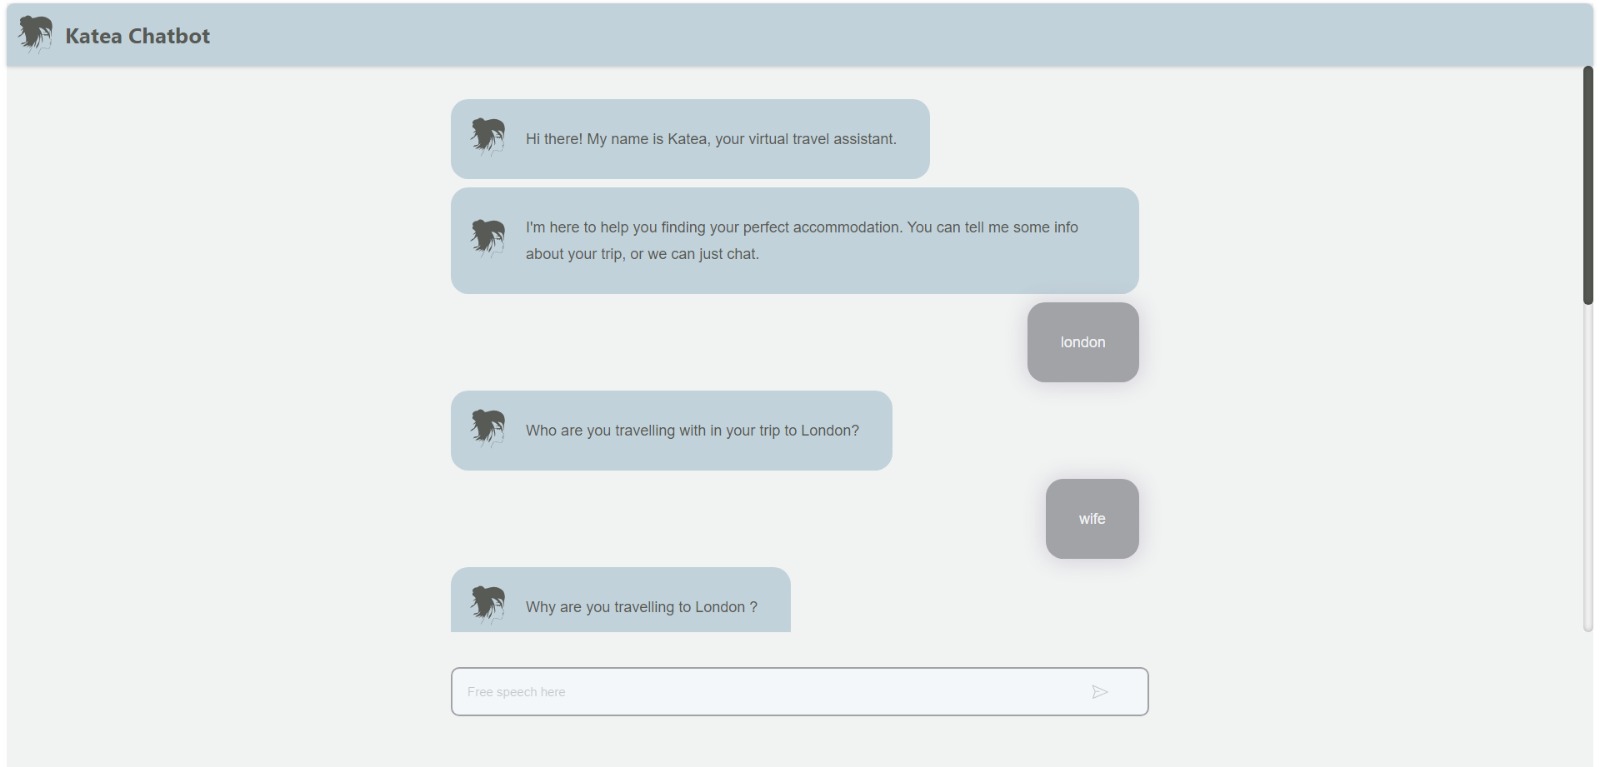 Katea Chatbot
Hi there! My name is Katea, your virtual travel assistant.
I'm here to help you finding your perfect accommodation. You can tell me some info
about your trip, or we can just chat.
london
Who are you travelling with in your trip to London?
wife
Why are you travelling to London ?
Free speech here